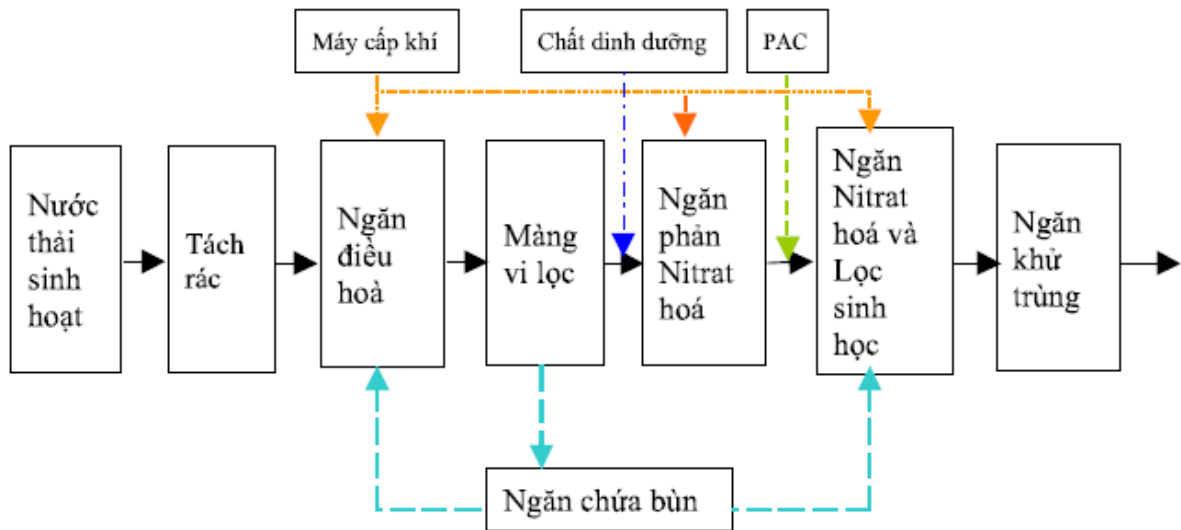 Máy cấp khí
Chất dinh dưỡng
PAC
Nước
thải
sinh
hoạt
Tách
rác
Ngăn
điều
hoà
Màng
vi lọc
Ngăn
phản
Nitrat
hoá
Ngăn
Nitrat
hoá và
Lọc
sinh
học
Ngăn
khử
trùng
Ngăn chứa bùn